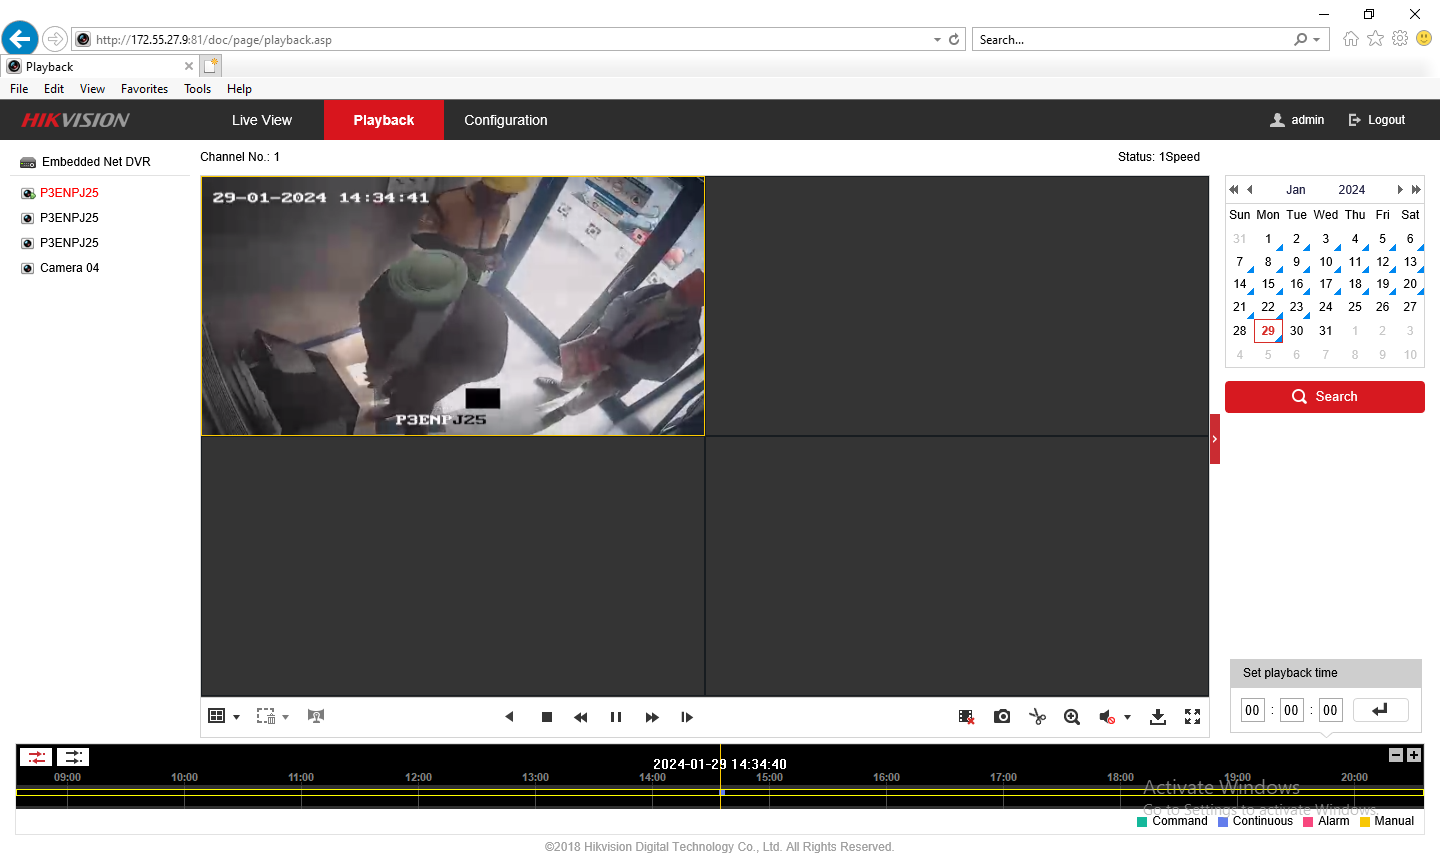 http://172.55.27.9:81/doc/page/playback.asp
Search...
Playback
File Edit View Favorites Tools Help
HIKVISION
Live View Playback Configuration
admin Logout
Embedded Net DVR
P3ENPJ25
P3ENPJ25
P3ENPJ25
Camera 04
Channel No.: 1
Status: 1Speed
29-01-2024 14:34:41
P3ENPJ25
Jan 2024
Sun Mon Tue Wed Thu Fri Sat
31 1 2 3 4 5 6
7 8 9 10 11 12 13
14 15 16 17 18 19 20
21 22 23 24 25 26 27
28 29 30 31 1 2 3
4 5 6 7 8 9 10
Search
Set playback time
00 : 00 : 00
2024-01-29 14:34:40
09:00 10:00 11:00 12:00 13:00 14:00 15:00 16:00 17:00 18:00 19:00 20:00
Activate Windows
Go to Settings to activate Windows.
Command Continuous Alarm Manual
©2018 Hikvision Digital Technology Co., Ltd. All Rights Reserved.